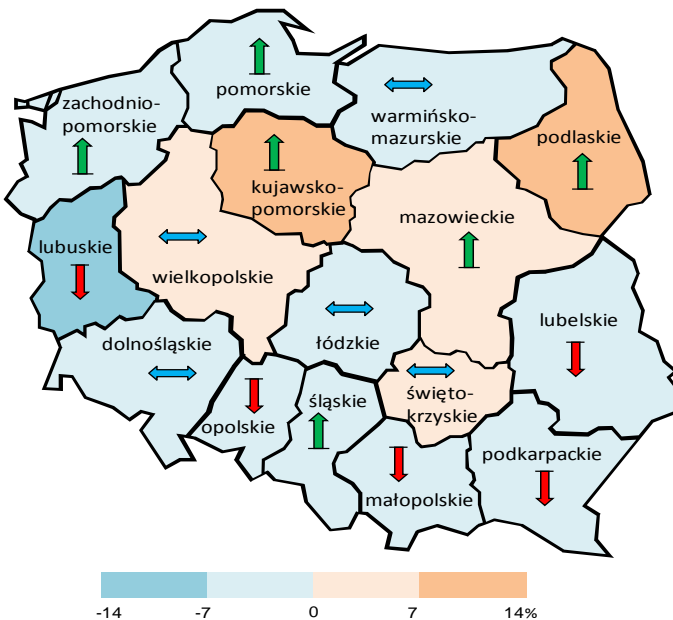 pomorskie
zachodnio-
pomorskie
warmińsko-
mazurskie
podlaskie
kujawsko-
pomorskie
mazowieckie
lubuskie
wielkopolskie
lubelskie
dolnośląskie
łódzkie
śląskie
święto-
krzyskie
opolskie
podkarpackie
małopolskie
-14 -7 0 7 14%